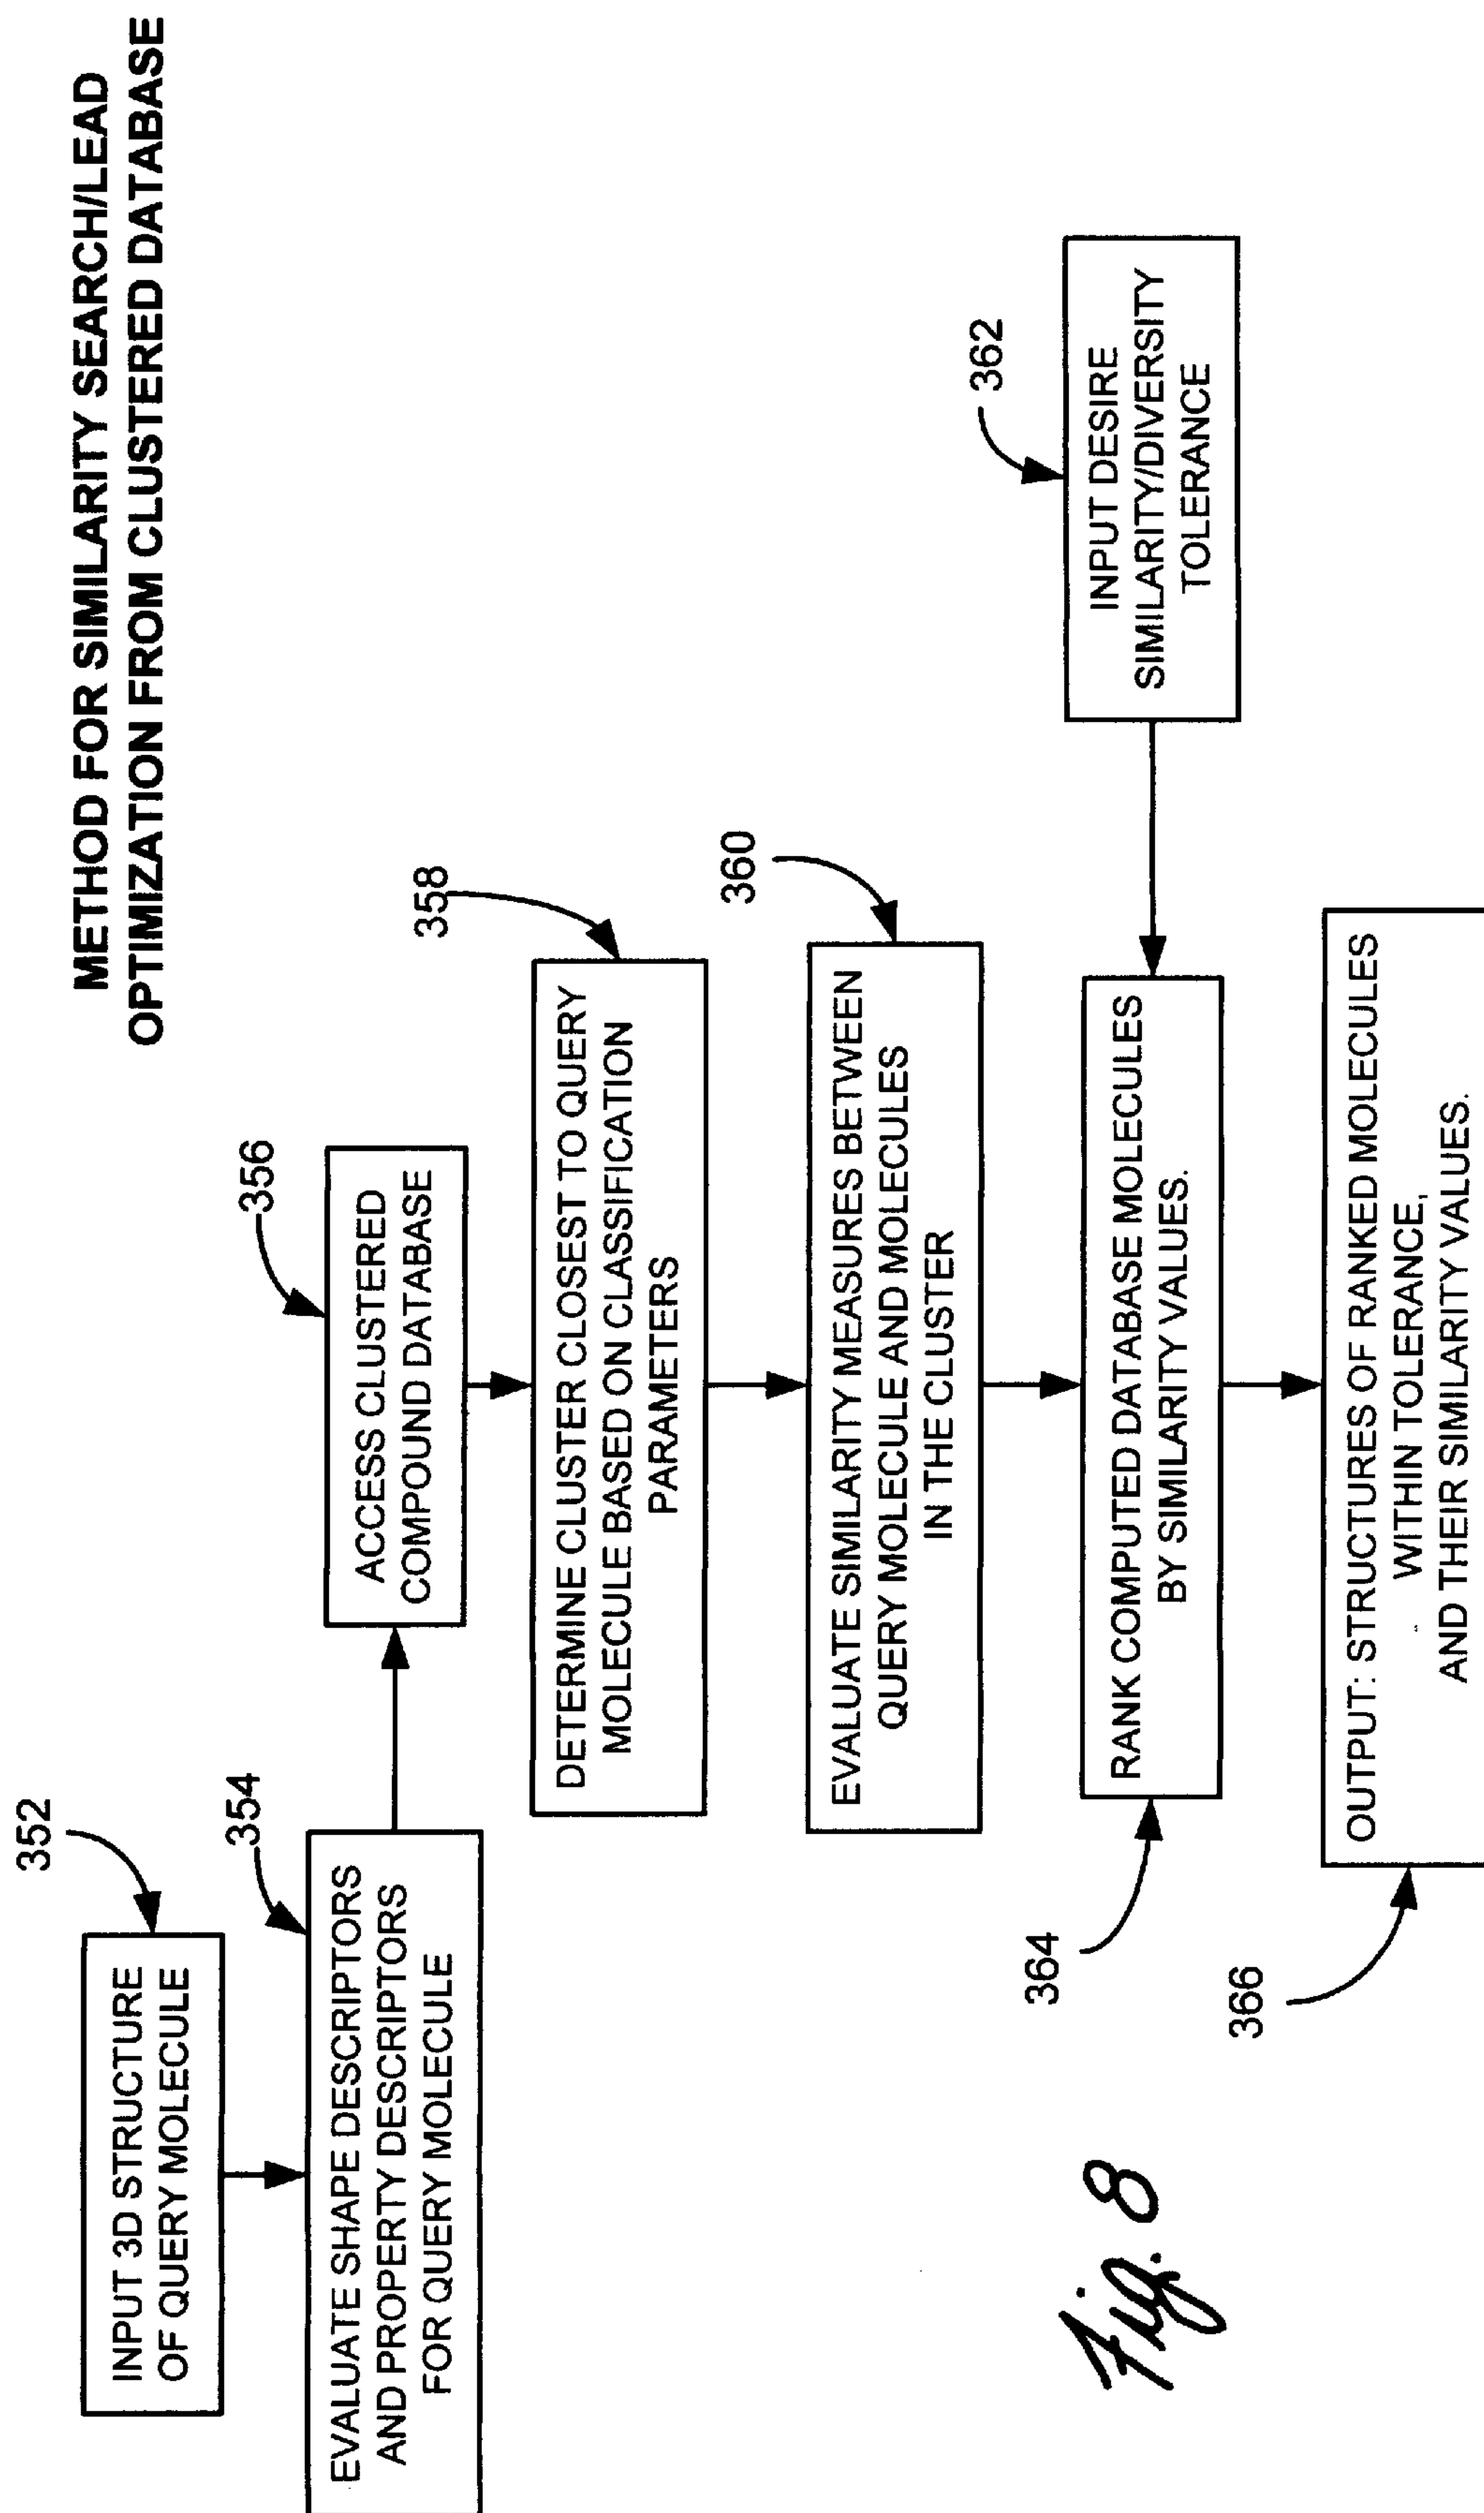 METHOD FOR SIMILARITY SEARCH/LEAD
OPTIMIZATION FROM CLUSTERED DATABASE
352
INPUT 3D STRUCTURE
OF QUERY MOLECULE
354
EVALUATE SHAPE DESCRIPTORS
AND PROPERTY DESCRIPTORS
FOR QUERY MOLECULE
356
ACCESS CLUSTERED
COMPOUND DATABASE
358
DETERMINE CLUSTER CLOSEST TO QUERY
MOLECULE BASED ON CLASSIFICATION
PARAMETERS
360
EVALUATE SIMILARITY MEASURES BETWEEN
QUERY MOLECULE AND MOLECULES
IN THE CLUSTER
362
INPUT DESIRE
SIMILARITY/DIVERSITY
TOLERANCE
364
RANK COMPUTED DATABASE MOLECULES
BY SIMILARITY VALUES.
366
OUTPUT: STRUCTURES OF RANKED MOLECULES
WITHIN TOLERANCE,
AND THEIR SIMILARITY VALUES.
Fig. 8